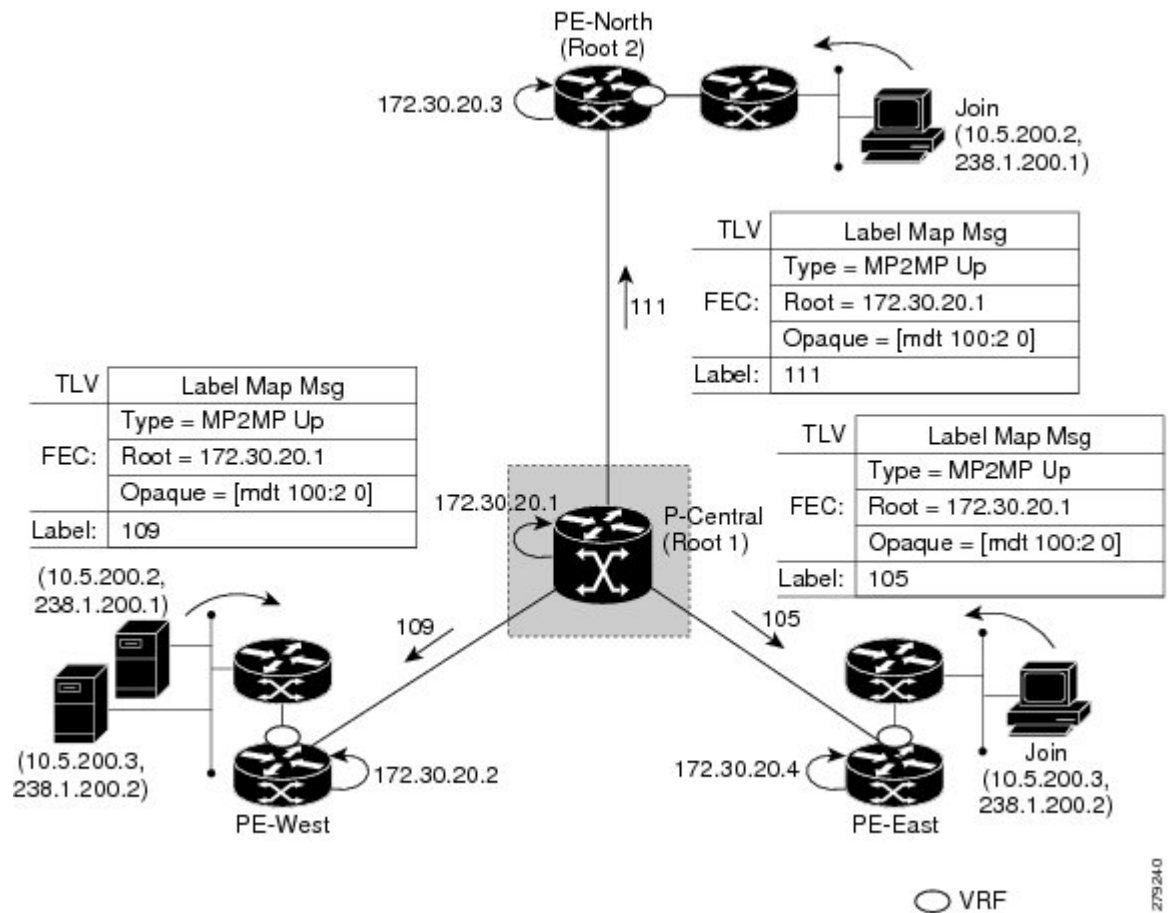 PE-North
(Root 2)
172.30.20.3
Join
(10.5.200.2,
238.1.200.1)
TLV Label Map Msg
Type = MP2MP Up
FEC: Root = 172.30.20.1
Opaque = [mdt 100:2 0]
Label: 111
111
TLV Label Map Msg
Type = MP2MP Up
FEC: Root = 172.30.20.1
Opaque = [mdt 100:2 0]
Label: 109
TLV Label Map Msg
Type = MP2MP Up
FEC: Root = 172.30.20.1
Opaque = [mdt 100:2 0]
Label: 105
172.30.20.1
P-Central
(Root 1)
(10.5.200.2,
238.1.200.1)
109
105
(10.5.200.3,
238.1.200.2)
172.30.20.2
PE-West
172.30.20.4
PE-East
Join
(10.5.200.3,
238.1.200.2)
VRF
279240